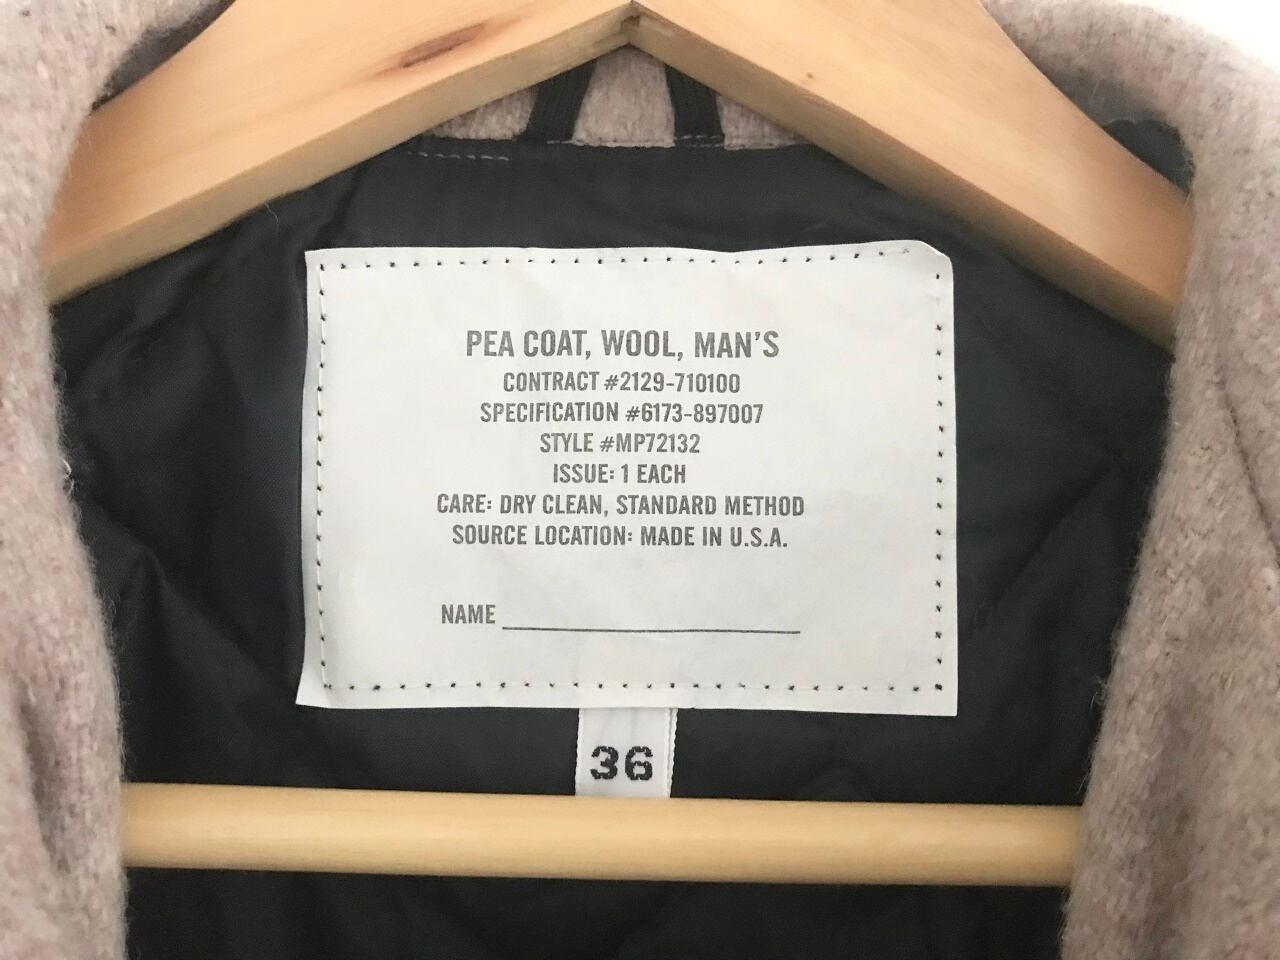 PEA COAT, WOOL, MAN'S
CONTRACT #2129-710100
SPECIFICATION #6173-897007
STYLE #MP72132
ISSUE: 1 EACH
CARE: DRY CLEAN, STANDARD METHOD
SOURCE LOCATION: MADE IN U.S.A.
NAME
36